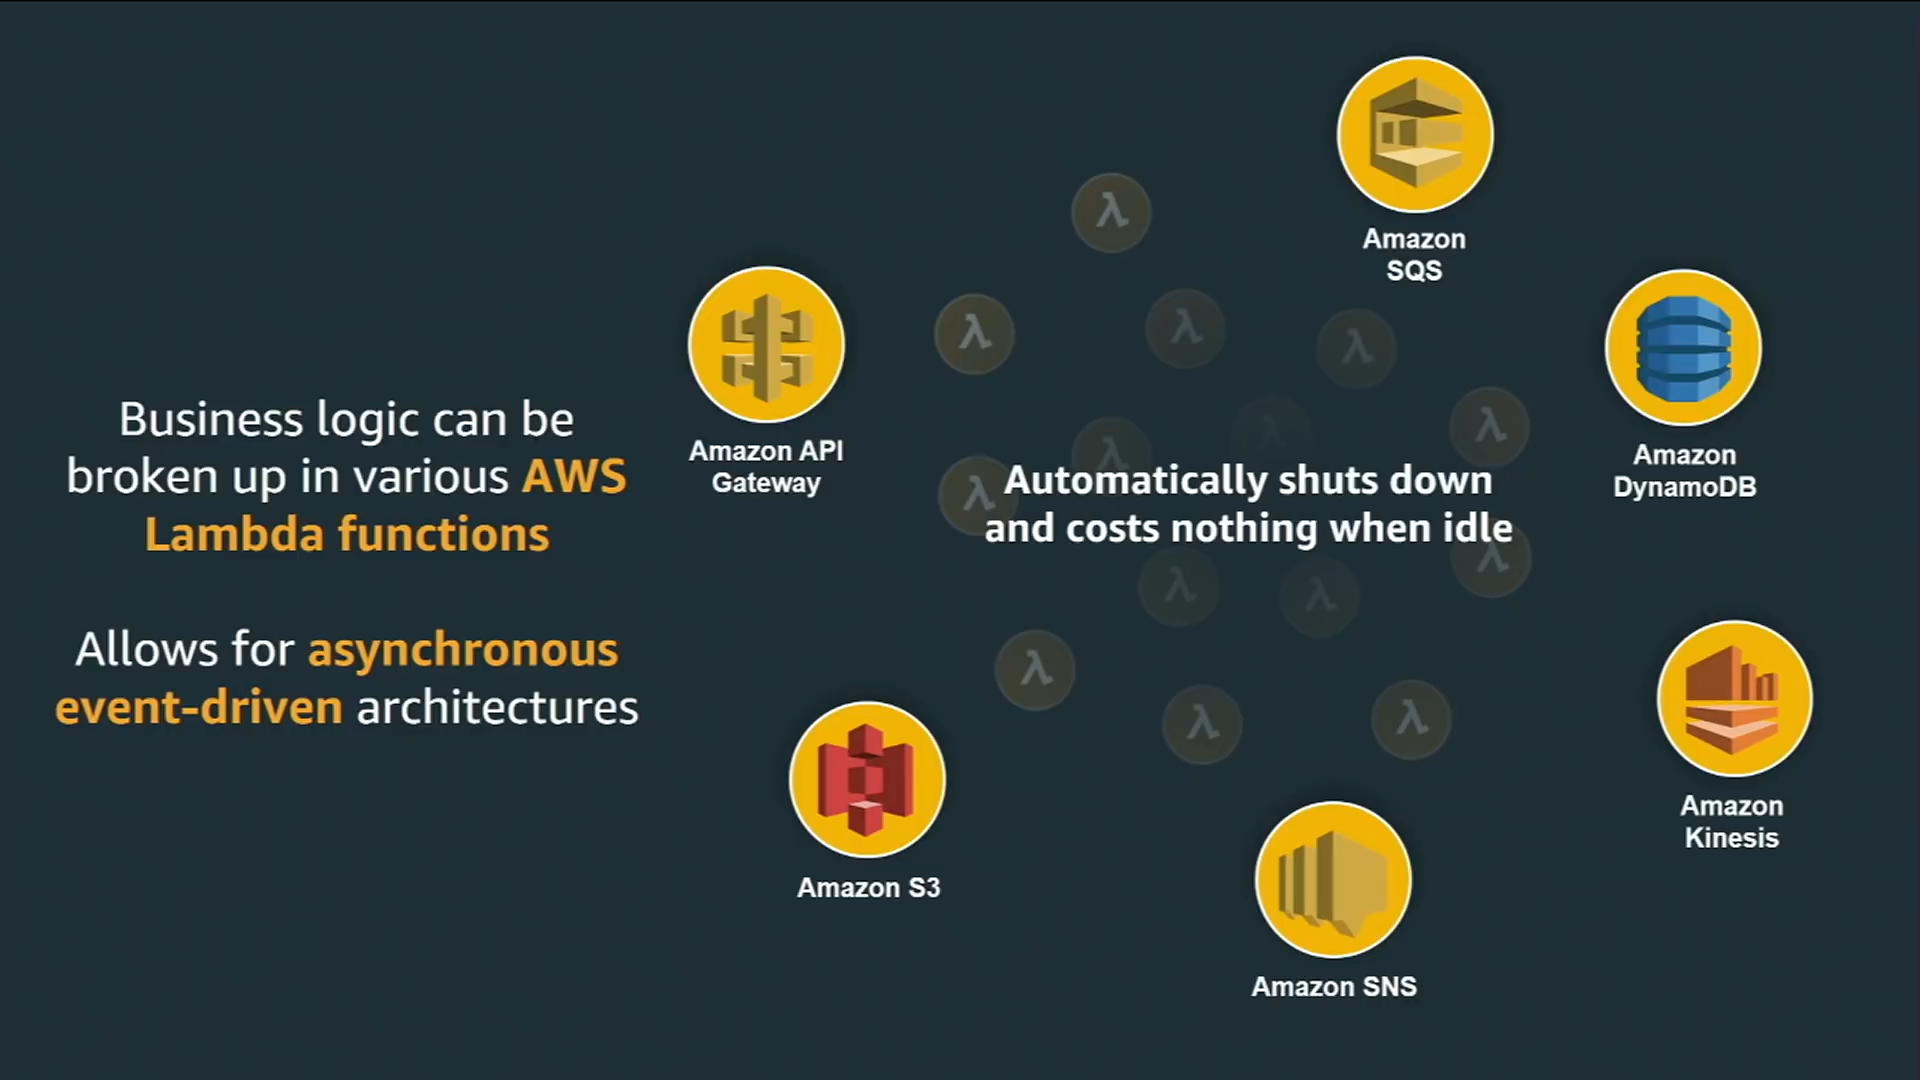 Business logic can be
broken up in various AWS
Lambda functions
Allows for asynchronous
event-driven architectures
Amazon API
Gateway
Amazon
SQS
Amazon
DynamoDB
Automatically shuts down
and costs nothing when idle
Amazon
Kinesis
Amazon S3
Amazon SNS
λ
λ
λ
λ
λ
λ
λ
λ
λ
λ
λ
λ
λ
λ